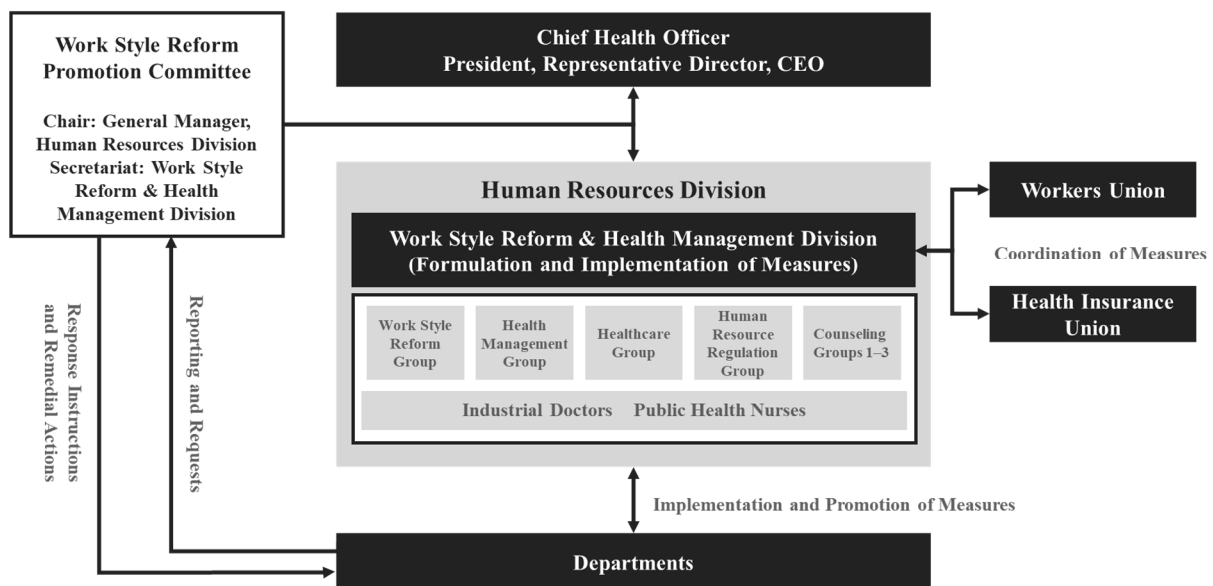 Work Style Reform
Promotion Committee
Chair: General Manager,
Human Resources Division
Secretariat: Work Style
Reform & Health
Management Division
Chief Health Officer
President, Representative Director, CEO
Human Resources Division
Work Style Reform & Health Management Division
(Formulation and Implementation of Measures)
Work Style
Reform
Group
Health
Management
Group
Healthcare
Group
Human
Resource
Regulation
Group
Counseling
Groups 1–3
Industrial Doctors Public Health Nurses
Workers Union
Coordination of Measures
Health Insurance
Union
Response Instructions
and Remedial Actions
Reporting and Requests
Implementation and Promotion of Measures
Departments